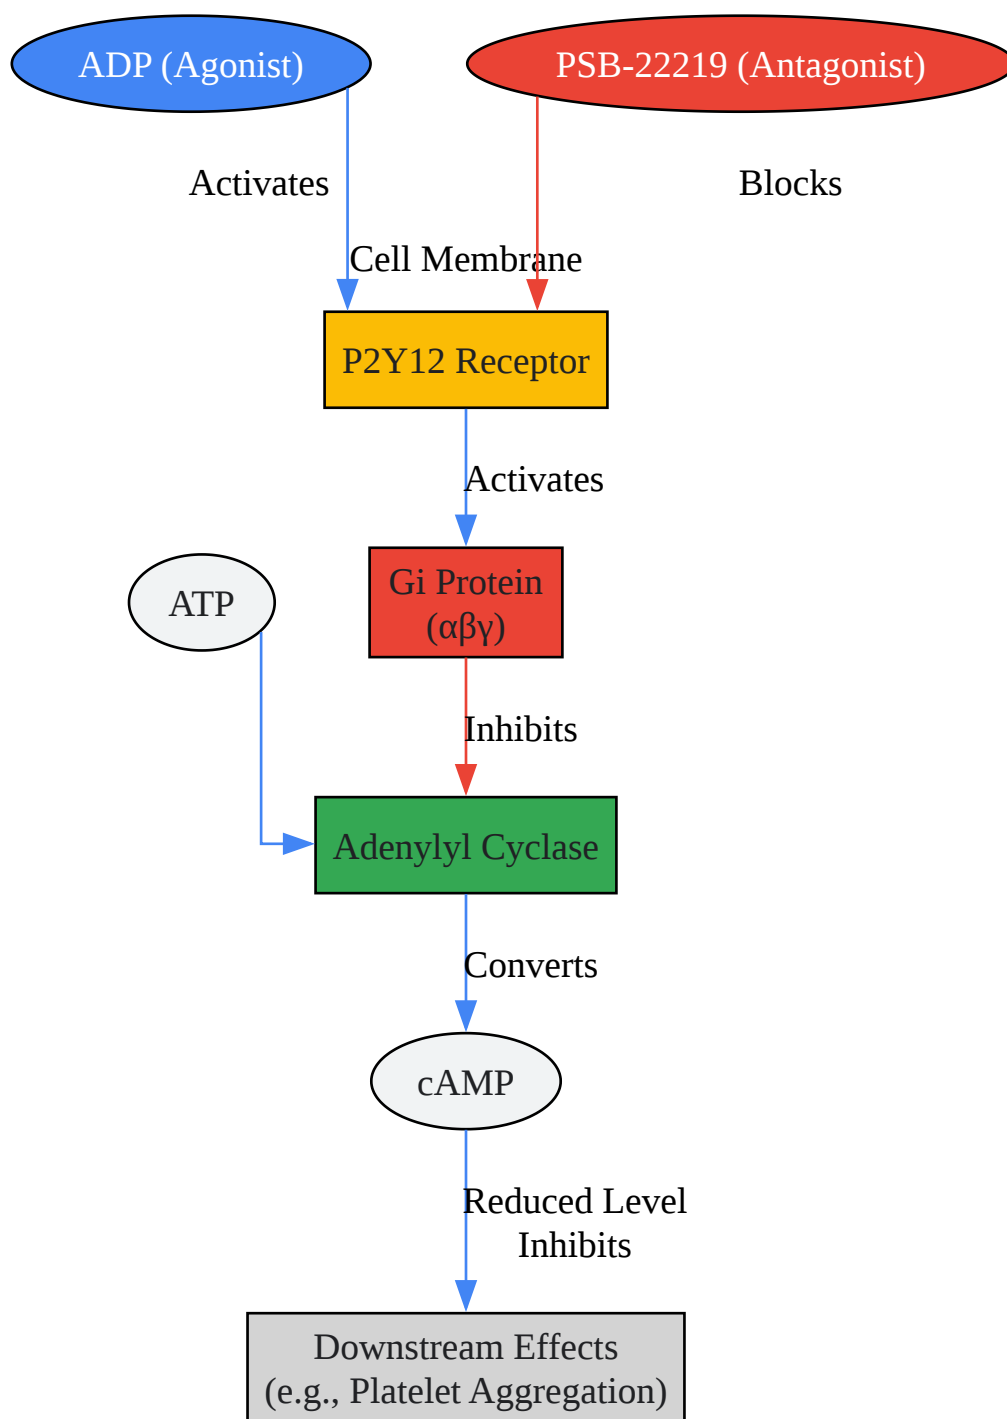 ADP (Agonist)
PSB-22219 (Antagonist)
Activates
Blocks
Cell Membrane
P2Y12 Receptor
Activates
Gi Protein
(αβγ)
ATP
Inhibits
Adenylyl Cyclase
Converts
cAMP
Reduced Level
Inhibits
Downstream Effects
(e.g., Platelet Aggregation)